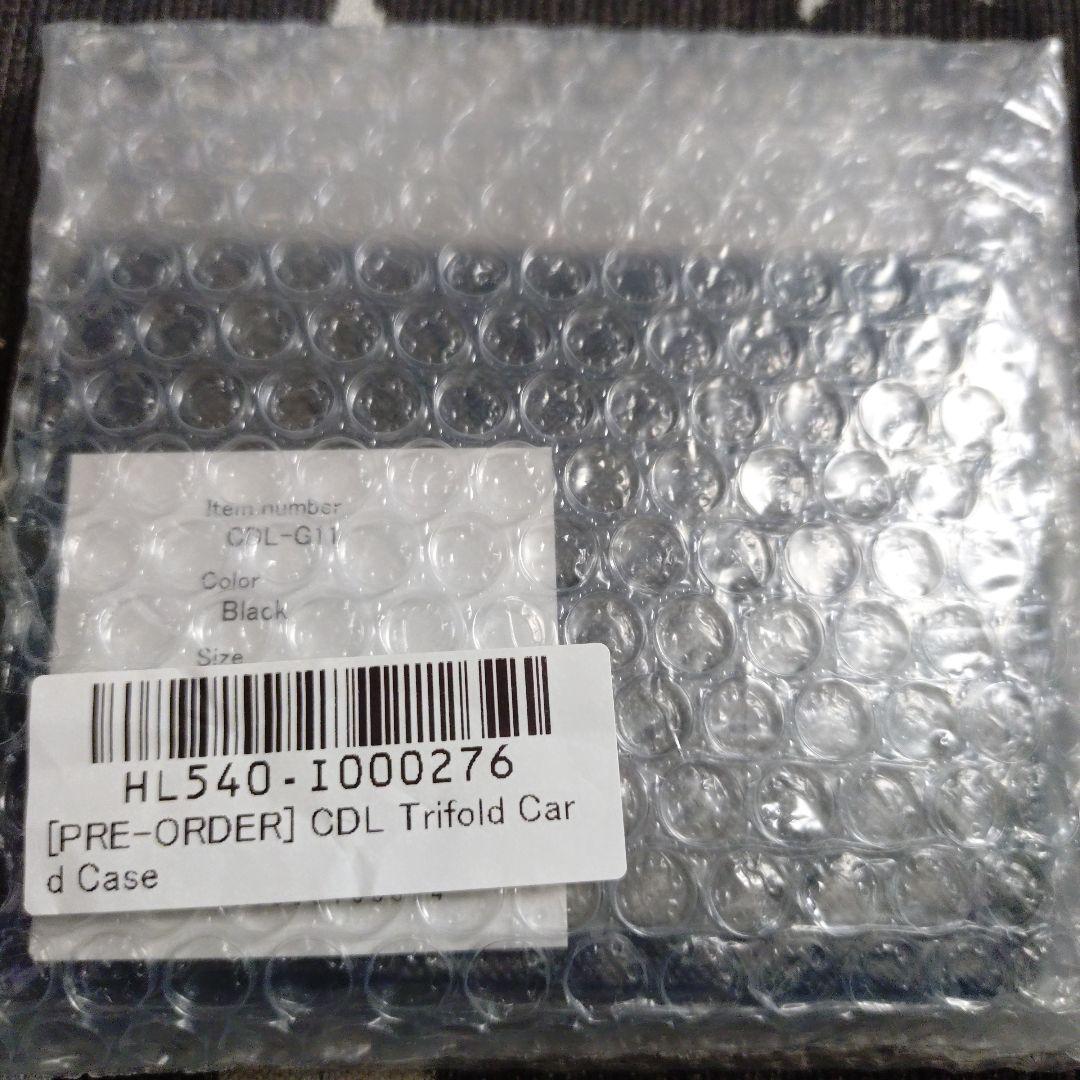 Item number
CDL-G11
Color
Black
Size
HL540-I000276
[PRE-ORDER] CDL Trifold Car
d Case